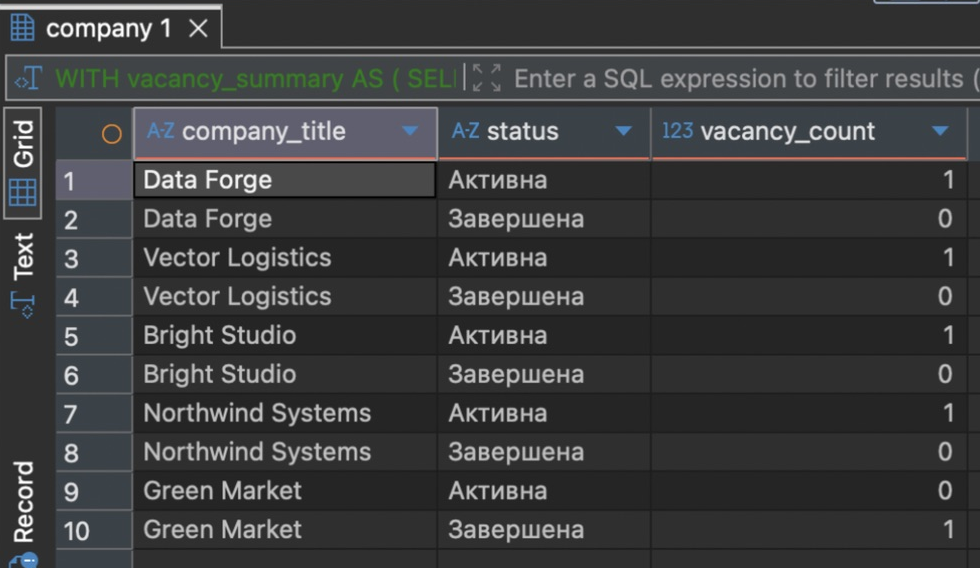 company 1
WITH vacancy_summary AS ( SEL Enter a SQL expression to filter results (
Grid
Text
Record
A-Z company_title A-Z status 123 vacancy_count
1 Data Forge Активна 1
2 Data Forge Завершена 0
3 Vector Logistics Активна 1
4 Vector Logistics Завершена 0
5 Bright Studio Активна 1
6 Bright Studio Завершена 0
7 Northwind Systems Активна 1
8 Northwind Systems Завершена 0
9 Green Market Активна 0
10 Green Market Завершена 1